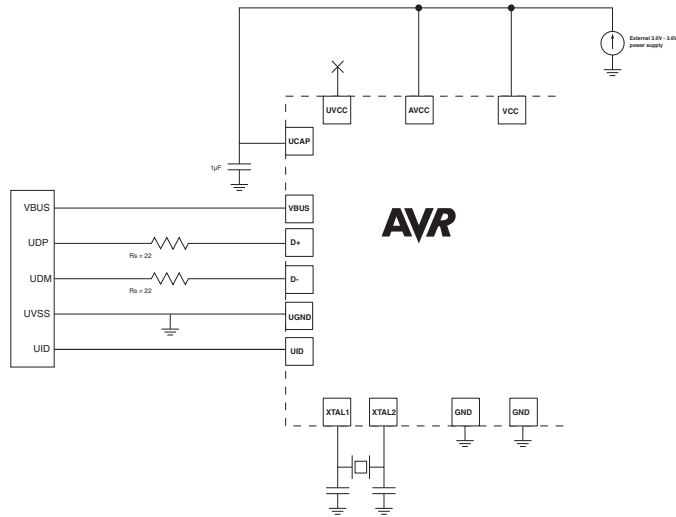 External 3.0V - 3.6V
power supply
UVCC
AVCC
VCC
UCAP
1µF
VBUS
VBUS
UDP
Rs = 22
D+
UDM
Rs = 22
D-
UVSS
UGND
UID
UID
AVR
XTAL1
XTAL2
GND
GND